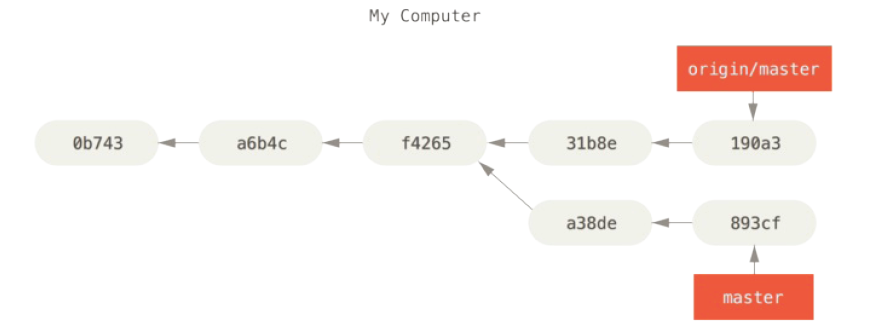 My Computer
origin/master
0b743 a6b4c f4265 31b8e 190a3
a38de 893cf
master